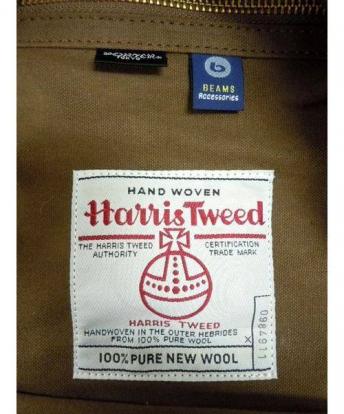 BEAMS
Accessories
HAND WOVEN
Harris Tweed
THE HARRIS TWEED AUTHORITY
CERTIFICATION TRADE MARK
HARRIS TWEED
HANDWOVEN IN THE OUTER HEBRIDES
FROM 100% PURE WOOL
100% PURE NEW WOOL